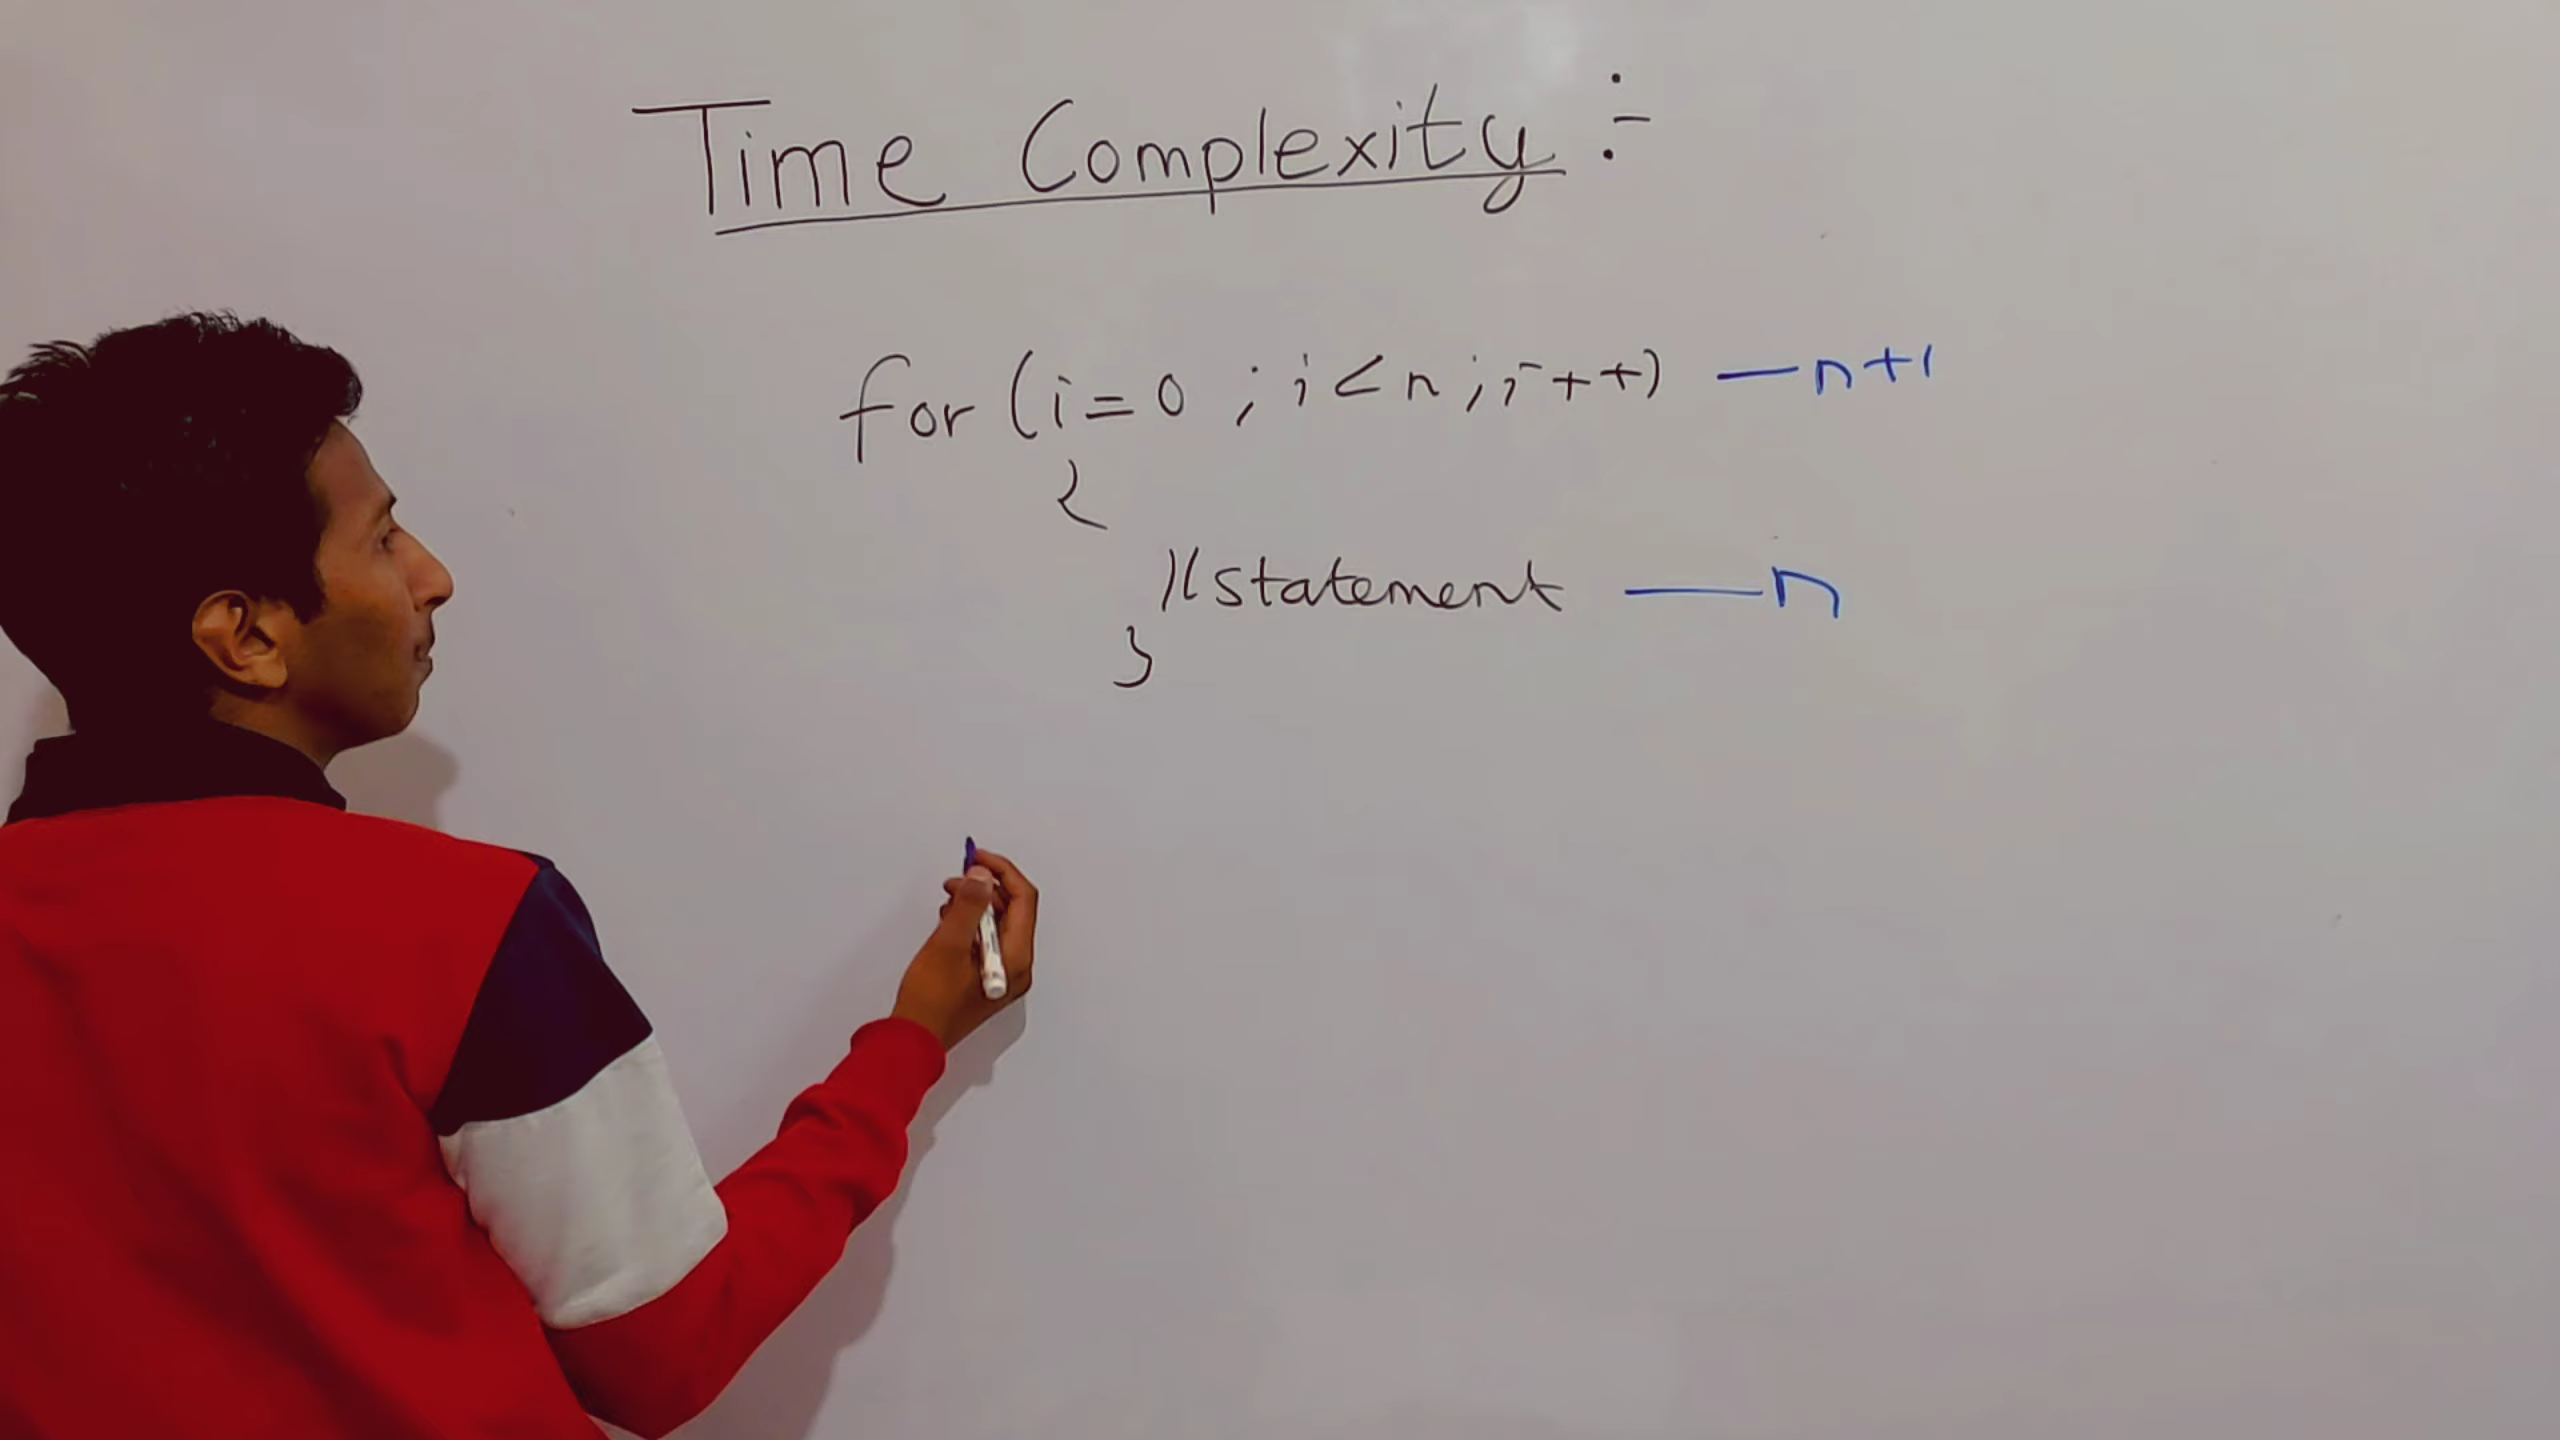 Time Complexity :-
for (i=0 ; i<n ; i++) — n+1
{
//statement — n
}